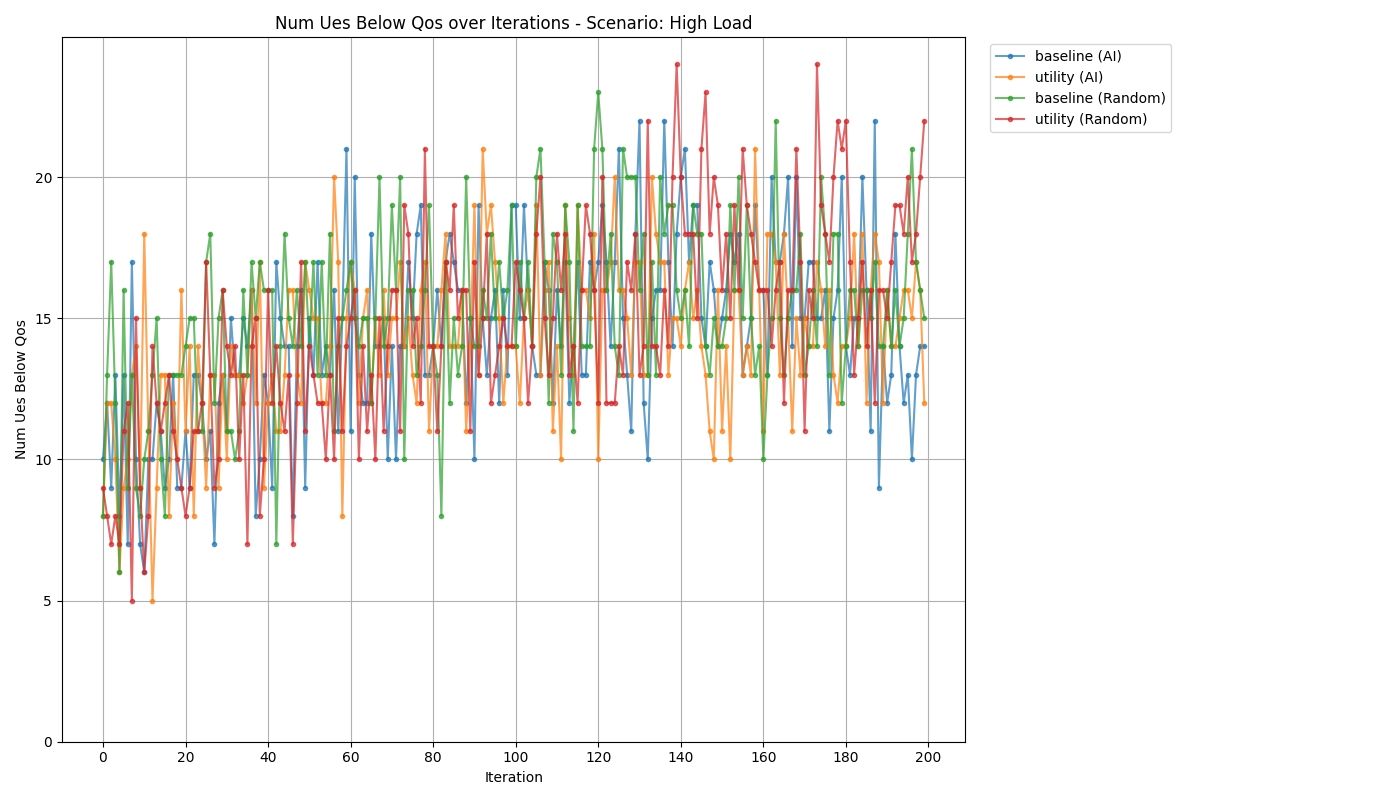 Num Ues Below Qos over Iterations - Scenario: High Load
baseline (AI)
utility (AI)
baseline (Random)
utility (Random)
Num Ues Below Qos
20
15
10
5
0
0 20 40 60 80 100 120 140 160 180 200
Iteration